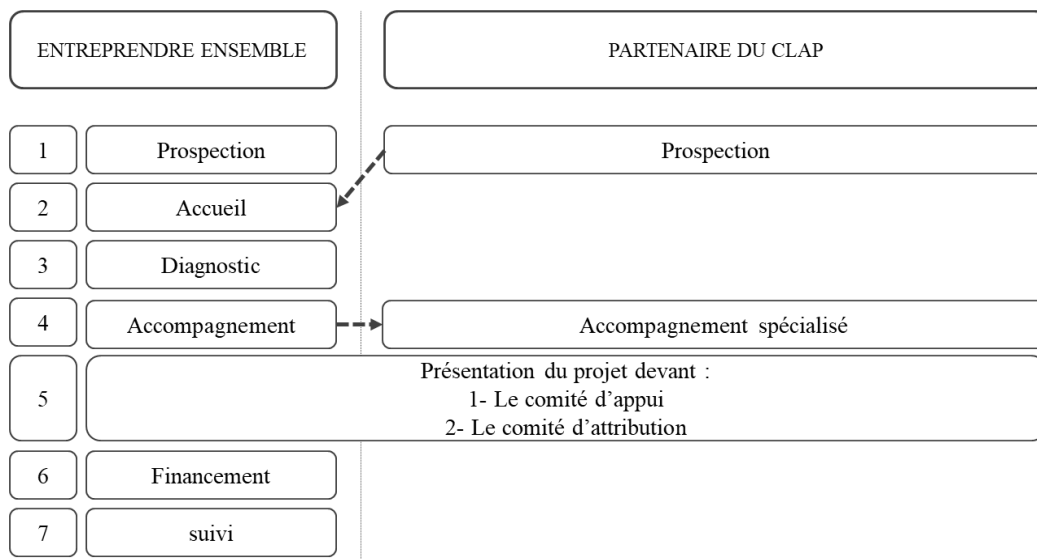 ENTREPRENDRE ENSEMBLE
PARTENAIRE DU CLAP
1
Prospection
Prospection
2
Accueil
3
Diagnostic
4
Accompagnement
Accompagnement spécialisé
5
Présentation du projet devant :
1- Le comité d’appui
2- Le comité d’attribution
6
Financement
7
suivi